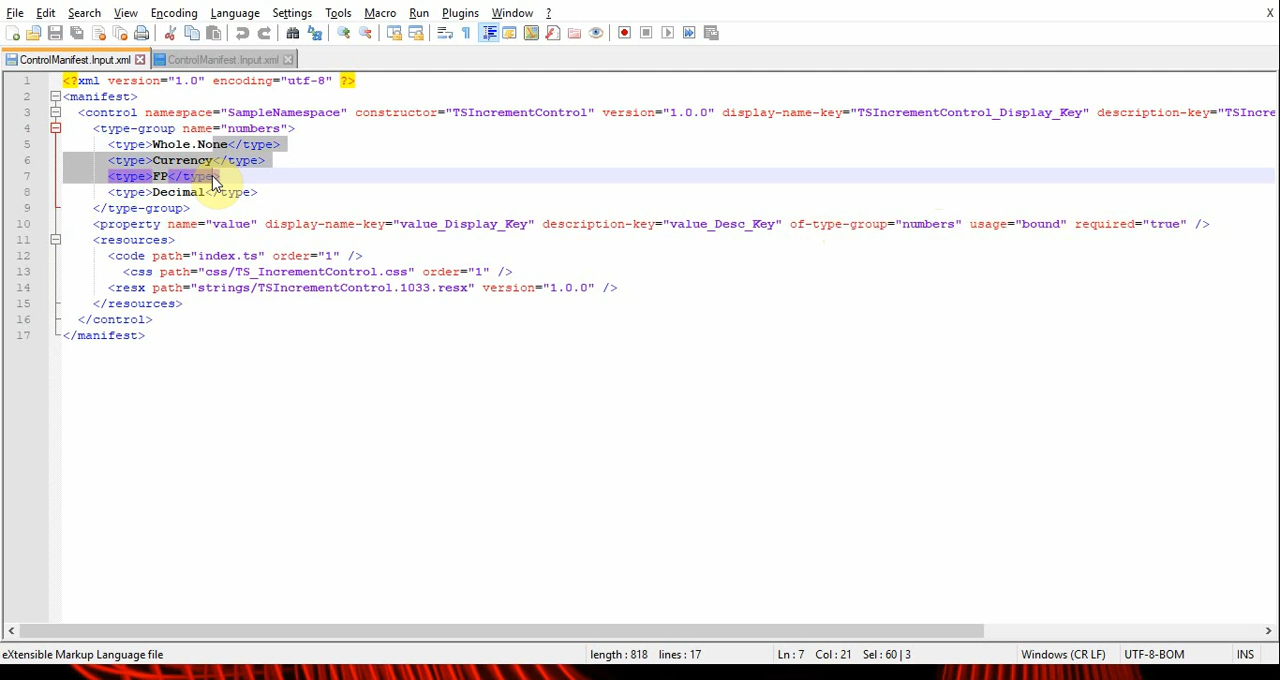 File Edit Search View Encoding Language Settings Tools Macro Run Plugins Window ? X
ControlManifest.Input.xml ControlManifest.Input.xml
1 <?xml version="1.0" encoding="utf-8" ?>
2 <manifest>
3 <control namespace="SampleNamespace" constructor="TSIncrementControl" version="1.0.0" display-name-key="TSIncrementControl_Display_Key" description-key="TSIncre
4 <type-group name="numbers">
5 <type>Whole.None</type>
6 <type>Currency</type>
7 <type>FP</type>
8 <type>Decimal</type>
9 </type-group>
10 <property name="value" display-name-key="value_Display_Key" description-key="value_Desc_Key" of-type-group="numbers" usage="bound" required="true" />
11 <resources>
12 <code path="index.ts" order="1" />
13 <css path="css/TS_IncrementControl.css" order="1" />
14 <resx path="strings/TSIncrementControl.1033.resx" version="1.0.0" />
15 </resources>
16 </control>
17 </manifest>
eXtensible Markup Language file length : 818 lines : 17 Ln : 7 Col : 21 Sel : 60 | 3 Windows (CR LF) UTF-8-BOM INS